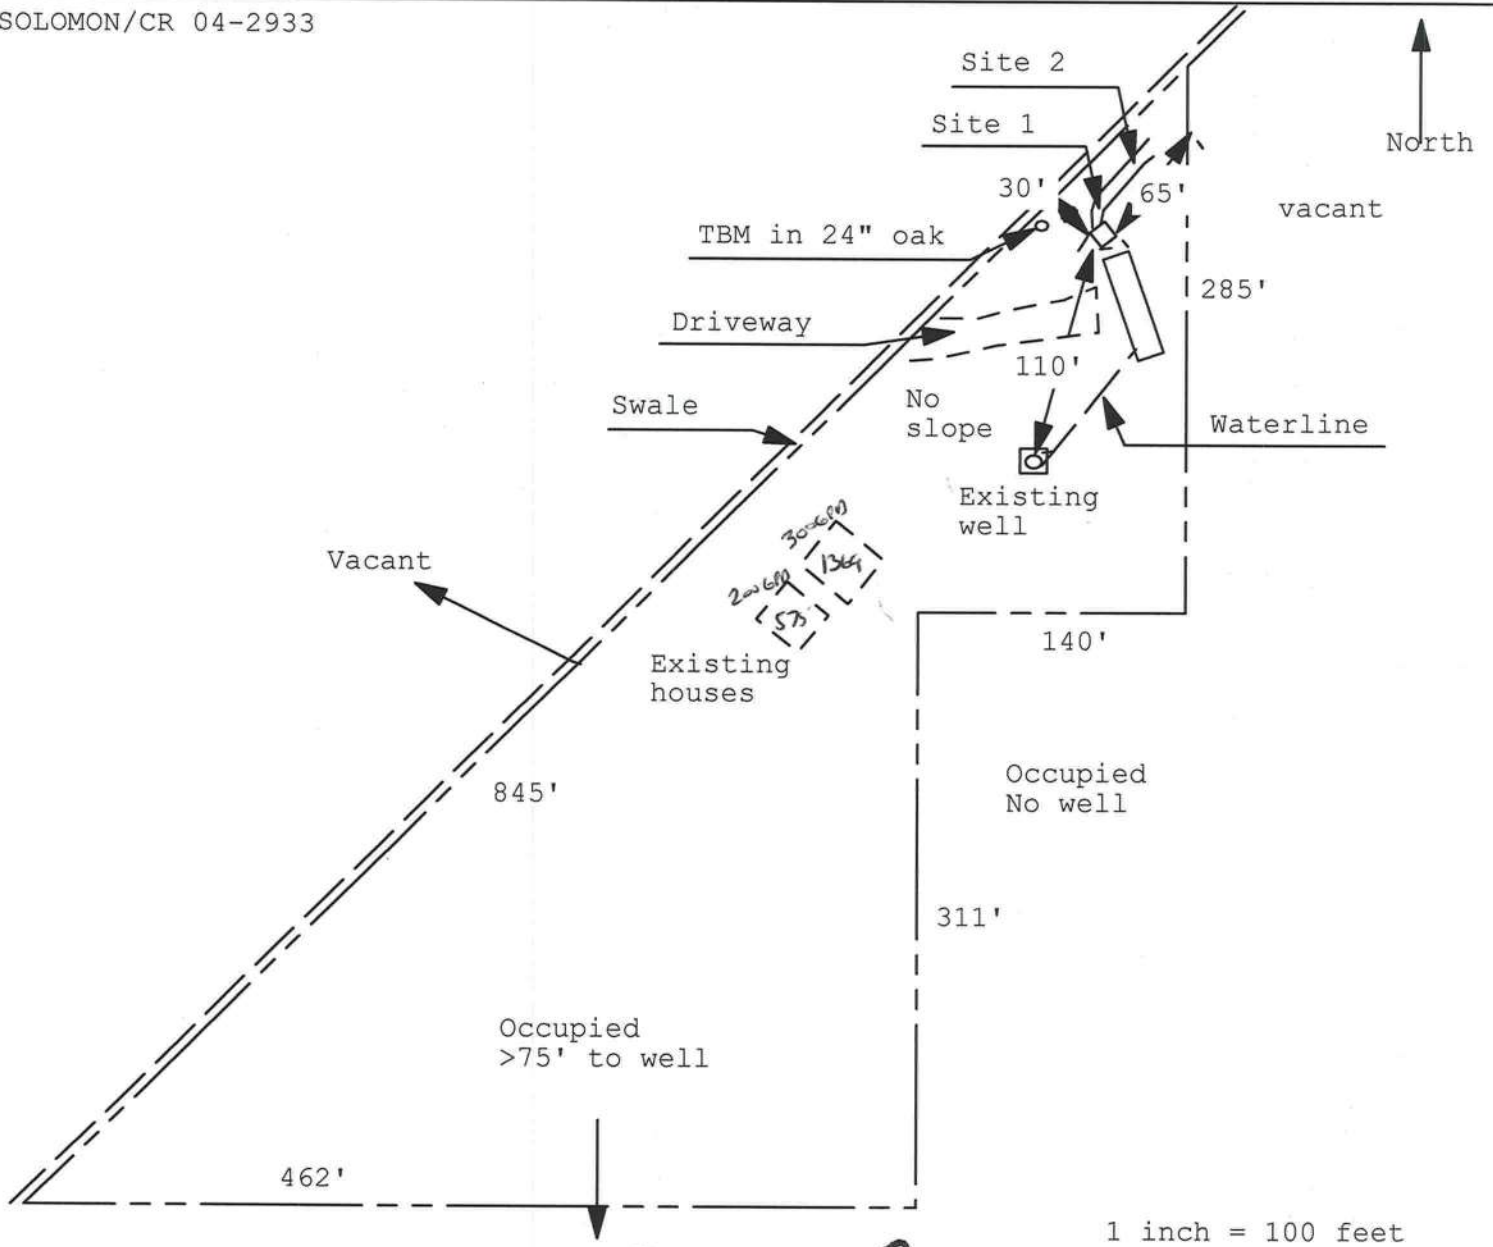 SOLOMON/CR 04-2933
Site 2
Site 1
North
30'
65'
vacant
TBM in 24" oak
285'
Driveway
110'
No
slope
Swale
Waterline
Existing
well
300GPD
1364
Vacant
200GPD
575
140'
Existing
houses
Occupied
No well
845'
311'
Occupied
>75' to well
462'
1 inch = 100 feet